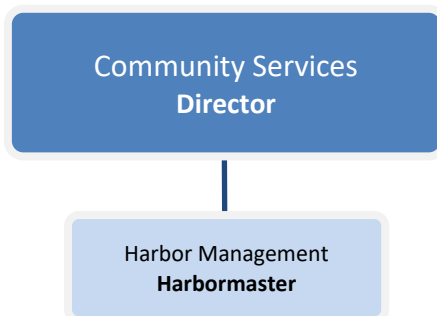 Community Services
Director
Harbor Management
Harbormaster